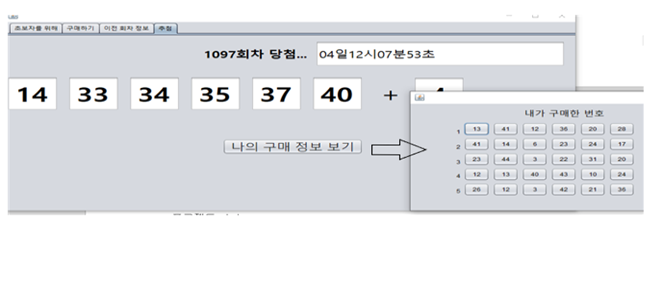 초보자를 위해 구매하기 이전 회차 정보 추첨
1097회차 당첨... 04일12시07분53초
14 33 34 35 37 40 +
나의 구매 정보 보기
내가 구매한 번호
1 13 41 12 36 20 28
2 41 14 6 23 24 17
3 23 44 3 22 31 20
4 12 13 40 43 10 24
5 26 12 3 42 21 36